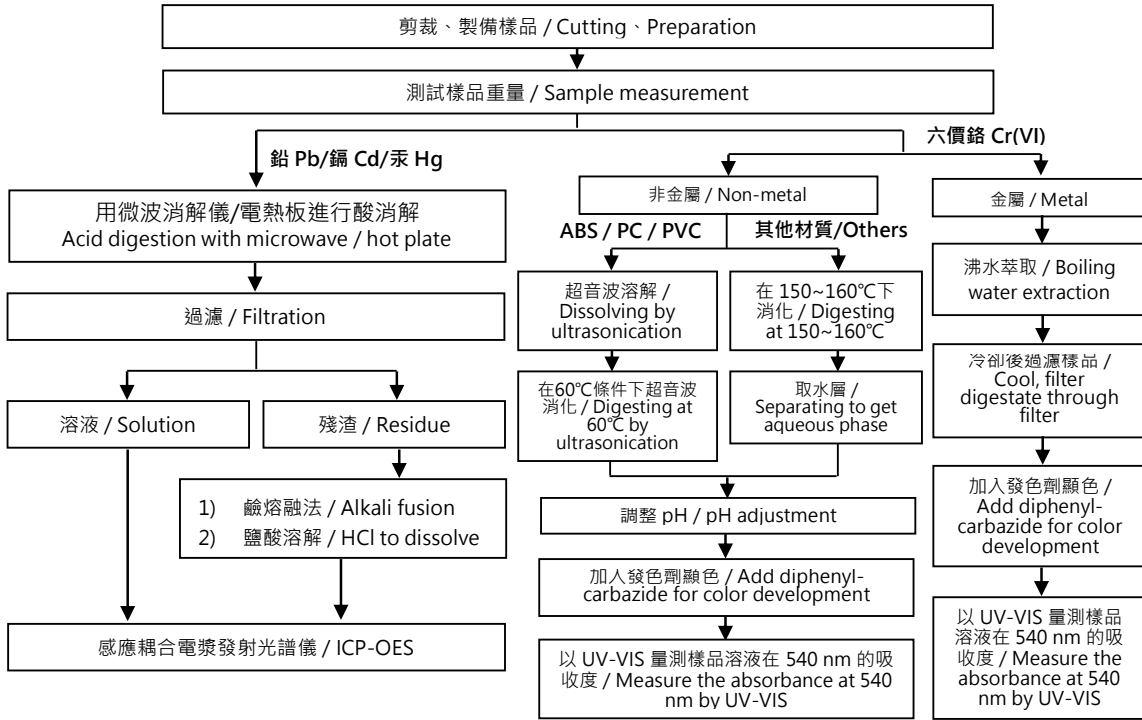 剪裁、製備樣品 / Cutting、Preparation
測試樣品重量 / Sample measurement
鉛 Pb/鎘 Cd/汞 Hg
六價鉻 Cr(VI)
用微波消解儀/電熱板進行酸消解
Acid digestion with microwave / hot plate
過濾 / Filtration
溶液 / Solution
殘渣 / Residue
1) 鹼熔融法 / Alkali fusion
2) 鹽酸溶解 / HCl to dissolve
感應耦合電漿發射光譜儀 / ICP-OES
非金屬 / Non-metal
ABS / PC / PVC
其他材質/Others
超音波溶解 /
Dissolving by
ultrasonication
在60℃條件下超音波
消化 / Digesting at
60℃ by
ultrasonication
在 150~160℃下
消化 / Digesting
at 150~160℃
取水層 /
Separating to get
aqueous phase
調整 pH / pH adjustment
加入發色劑顯色 / Add diphenyl-
carbazide for color development
以 UV-VIS 量測樣品溶液在 540 nm 的吸
收度 / Measure the absorbance at 540
nm by UV-VIS
金屬 / Metal
沸水萃取 / Boiling
water extraction
冷卻後過濾樣品 /
Cool, filter
digestate through
filter
加入發色劑顯色 /
Add diphenyl-
carbazide for color
development
以 UV-VIS 量測樣品
溶液在 540 nm 的吸
收度 / Measure the
absorbance at 540
nm by UV-VIS